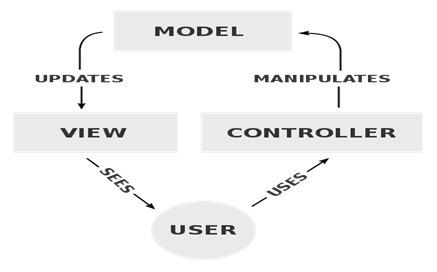 MODEL
UPDATES
MANIPULATES
VIEW
CONTROLLER
SEES
USES
USER